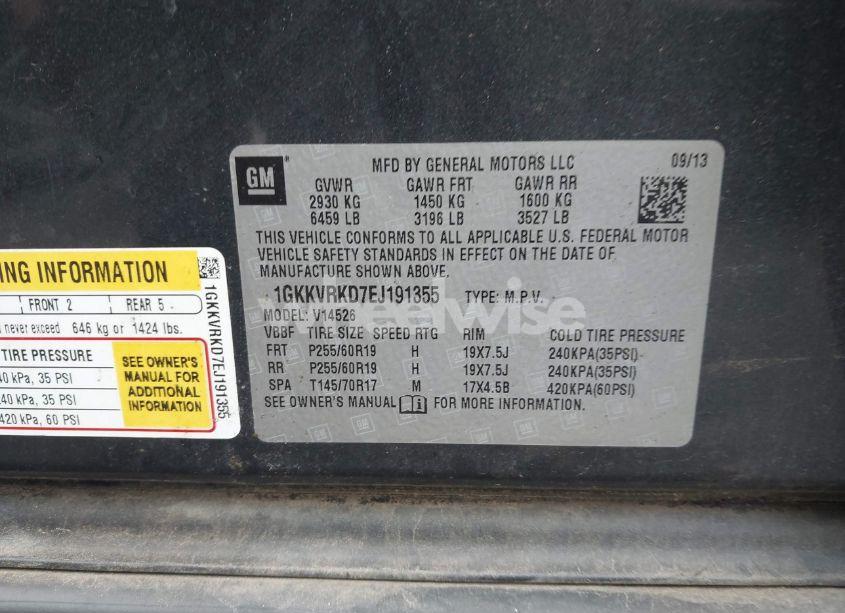 GM
MFD BY GENERAL MOTORS LLC 09/13
GVWR GAWR FRT GAWR RR
2930 KG 1450 KG 1600 KG
6459 LB 3196 LB 3527 LB
THIS VEHICLE CONFORMS TO ALL APPLICABLE U.S. FEDERAL MOTOR
VEHICLE SAFETY STANDARDS IN EFFECT ON THE DATE OF
MANUFACTURE SHOWN ABOVE.
1GKKVRKD7EJ191355 TYPE: M.P.V.
MODEL: V14526
VBBF TIRE SIZE SPEED RTG RIM COLD TIRE PRESSURE
FRT P255/60R19 H 19X7.5J 240KPA(35PSI)
RR P255/60R19 H 19X7.5J 240KPA(35PSI)
SPA T145/70R17 M 17X4.5B 420KPA(60PSI)
SEE OWNER'S MANUAL FOR MORE INFORMATION.
wheelwise
ING INFORMATION
FRONT 2 REAR 5
never exceed 646 kg or 1424 lbs.
TIRE PRESSURE
40 kPa, 35 PSI
240 kPa, 35 PSI
420 kPa, 60 PSI
SEE OWNER'S
MANUAL FOR
ADDITIONAL
INFORMATION
1GKKVRKD7EJ191355